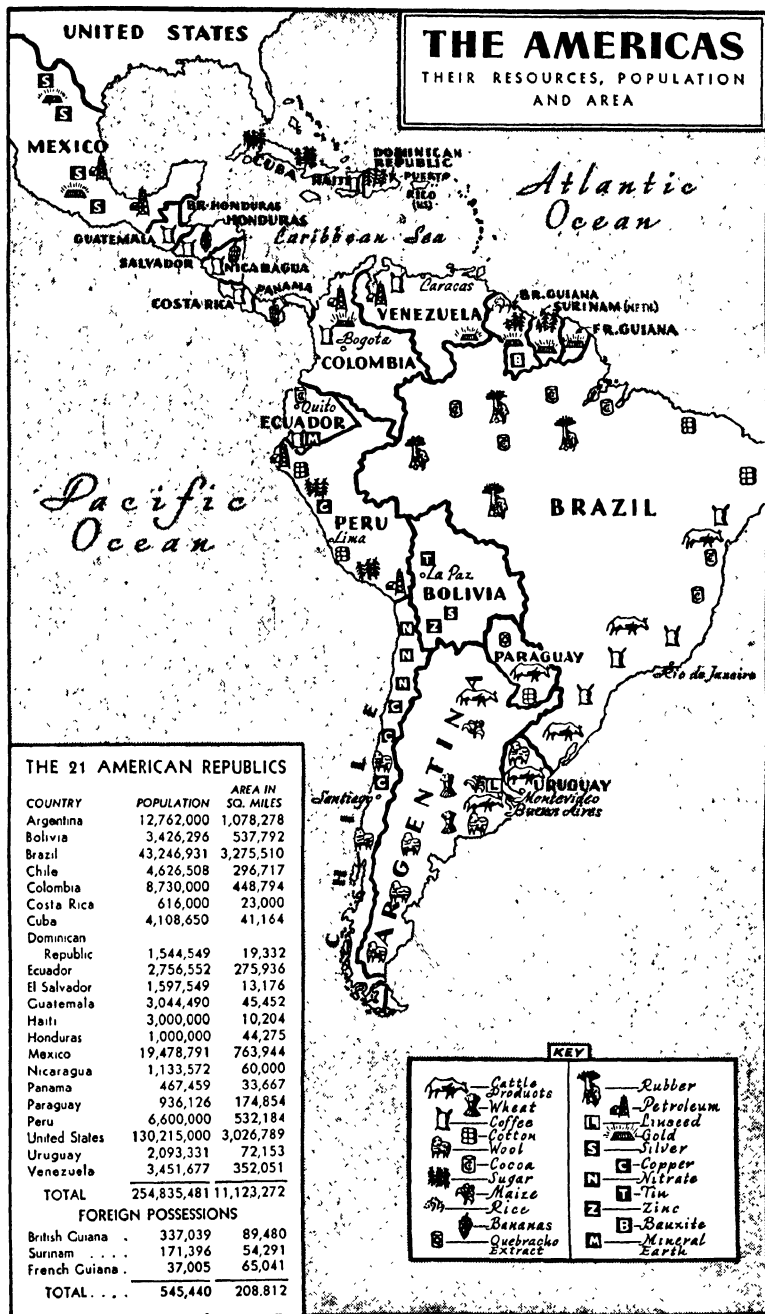 THE AMERICAS
THEIR RESOURCES, POPULATION
AND AREA
UNITED STATES
MEXICO
CUBA
HAITI
DOMINICAN
REPUBLIC
PUERTO
RICO
(US)
Atlantic
Ocean
BR. HONDURAS
HONDURAS
GUATEMALA
Caribbean Sea
SALVADOR
NICARAGUA
PANAMA
COSTA RICA
Caracas
VENEZUELA
BR. GUIANA
SURINAM (NETH.)
FR. GUIANA
Bogota
COLOMBIA
Quito
ECUADOR
Pacific
Ocean
PERU
Lima
BRAZIL
La Paz
BOLIVIA
PARAGUAY
Rio de Janeiro
CHILE
ARGENTINA
Santiago
URUGUAY
Montevideo
Buenos Aires
THE 21 AMERICAN REPUBLICS
COUNTRY POPULATION AREA IN SQ. MILES
Argentina 12,762,000 1,078,278
Bolivia 3,426,296 537,792
Brazil 43,246,931 3,275,510
Chile 4,626,508 296,717
Colombia 8,730,000 448,794
Costa Rica 616,000 23,000
Cuba 4,108,650 41,164
Dominican
Republic 1,544,549 19,332
Ecuador 2,756,552 275,936
El Salvador 1,597,549 13,176
Guatemala 3,044,490 45,452
Haiti 3,000,000 10,204
Honduras 1,000,000 44,275
Mexico 19,478,791 763,944
Nicaragua 1,133,572 60,000
Panama 467,459 33,667
Paraguay 936,126 174,854
Peru 6,600,000 532,184
United States 130,215,000 3,026,789
Uruguay 2,093,331 72,153
Venezuela 3,451,677 352,051
TOTAL 254,835,481 11,123,272
FOREIGN POSSESSIONS
British Guiana . 337,039 89,480
Surinam .... 171,396 54,291
French Guiana . 37,005 65,041
TOTAL .... 545,440 208.812
KEY
Cattle
Products
Wheat
Coffee
Cotton
Wool
Cocoa
Sugar
Maize
Rice
Bananas
Quebracho
Extract
Rubber
Petroleum
L Linseed
Gold
S Silver
C Copper
N Nitrate
T Tin
Z Zinc
B Bauxite
M Mineral
Earth